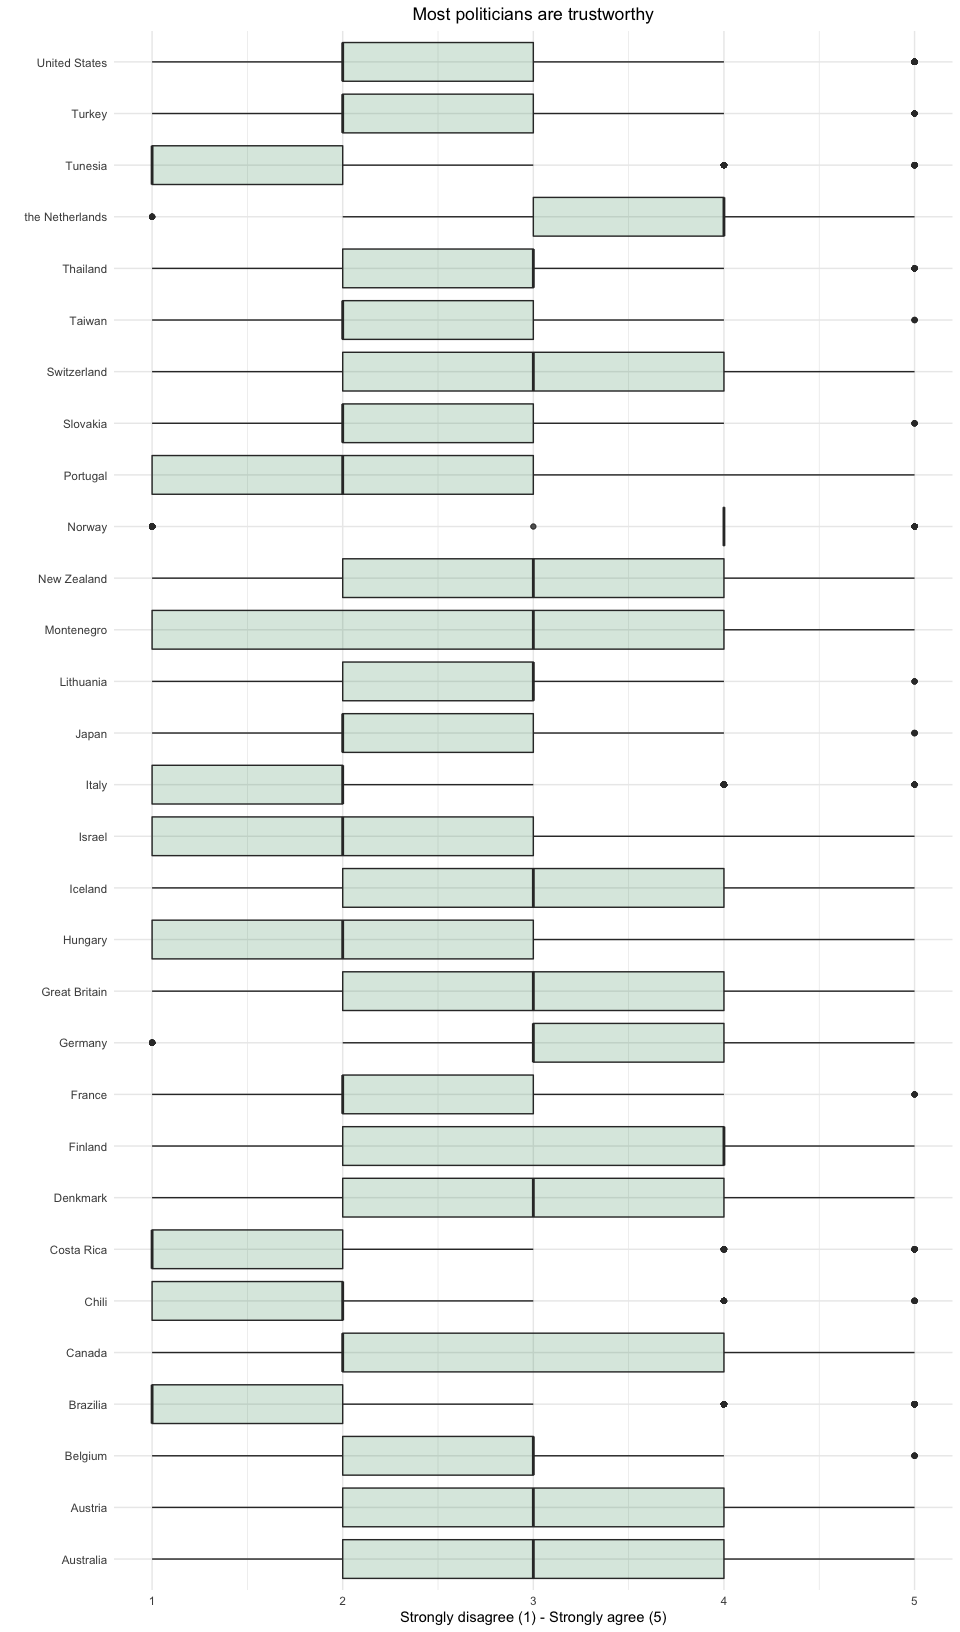 Most politicians are trustworthy
United States
Turkey
Tunesia
the Netherlands
Thailand
Taiwan
Switzerland
Slovakia
Portugal
Norway
New Zealand
Montenegro
Lithuania
Japan
Italy
Israel
Iceland
Hungary
Great Britain
Germany
France
Finland
Denkmark
Costa Rica
Chili
Canada
Brazilia
Belgium
Austria
Australia
1 2 3 4 5
Strongly disagree (1) - Strongly agree (5)